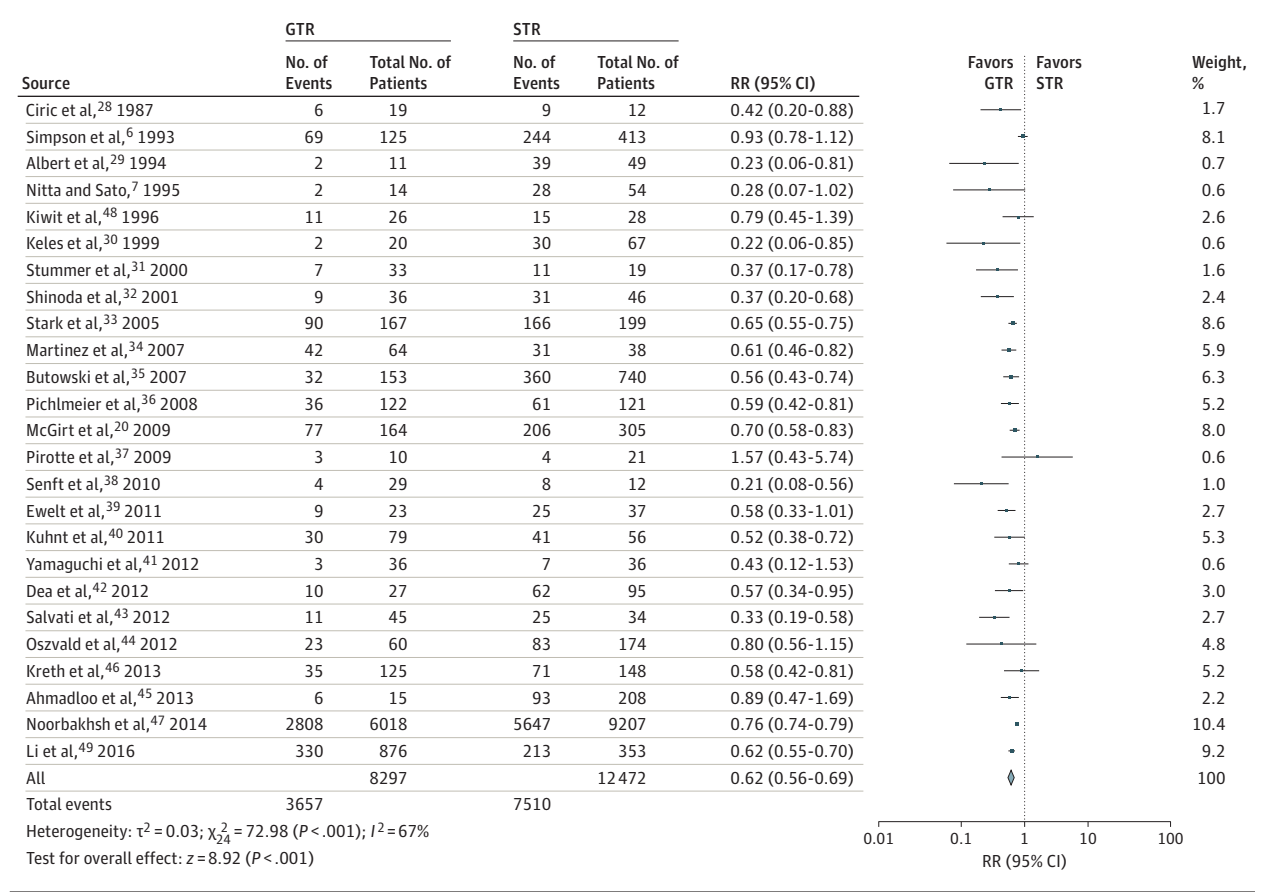 GTR STR
No. of Events Total No. of Patients No. of Events Total No. of Patients Favors GTR Favors STR Weight, %
Source RR (95% CI)
Ciric et al,28 1987 6 19 9 12 0.42 (0.20-0.88) 1.7
Simpson et al,6 1993 69 125 244 413 0.93 (0.78-1.12) 8.1
Albert et al,29 1994 2 11 39 49 0.23 (0.06-0.81) 0.7
Nitta and Sato,7 1995 2 14 28 54 0.28 (0.07-1.02) 0.6
Kiwit et al,48 1996 11 26 15 28 0.79 (0.45-1.39) 2.6
Keles et al,30 1999 2 20 30 67 0.22 (0.06-0.85) 0.6
Stummer et al,31 2000 7 33 11 19 0.37 (0.17-0.78) 1.6
Shinoda et al,32 2001 9 36 31 46 0.37 (0.20-0.68) 2.4
Stark et al,33 2005 90 167 166 199 0.65 (0.55-0.75) 8.6
Martinez et al,34 2007 42 64 31 38 0.61 (0.46-0.82) 5.9
Butowski et al,35 2007 32 153 360 740 0.56 (0.43-0.74) 6.3
Pichlmeier et al,36 2008 36 122 61 121 0.59 (0.42-0.81) 5.2
McGirt et al,20 2009 77 164 206 305 0.70 (0.58-0.83) 8.0
Pirotte et al,37 2009 3 10 4 21 1.57 (0.43-5.74) 0.6
Senft et al,38 2010 4 29 8 12 0.21 (0.08-0.56) 1.0
Ewelt et al,39 2011 9 23 25 37 0.58 (0.33-1.01) 2.7
Kuhnt et al,40 2011 30 79 41 56 0.52 (0.38-0.72) 5.3
Yamaguchi et al,41 2012 3 36 7 36 0.43 (0.12-1.53) 0.6
Dea et al,42 2012 10 27 62 95 0.57 (0.34-0.95) 3.0
Salvati et al,43 2012 11 45 25 34 0.33 (0.19-0.58) 2.7
Oszvald et al,44 2012 23 60 83 174 0.80 (0.56-1.15) 4.8
Kreth et al,46 2013 35 125 71 148 0.58 (0.42-0.81) 5.2
Ahmadloo et al,45 2013 6 15 93 208 0.89 (0.47-1.69) 2.2
Noorbakhsh et al,47 2014 2808 6018 5647 9207 0.76 (0.74-0.79) 10.4
Li et al,49 2016 330 876 213 353 0.62 (0.55-0.70) 9.2
All 8297 12 472 0.62 (0.56-0.69) 100
Total events 3657 7510
Heterogeneity: τ2 = 0.03; χ2 24 = 72.98 (P < .001); I2 = 67%
0.01 0.1 1 10 100
Test for overall effect: z = 8.92 (P < .001)
RR (95% CI)